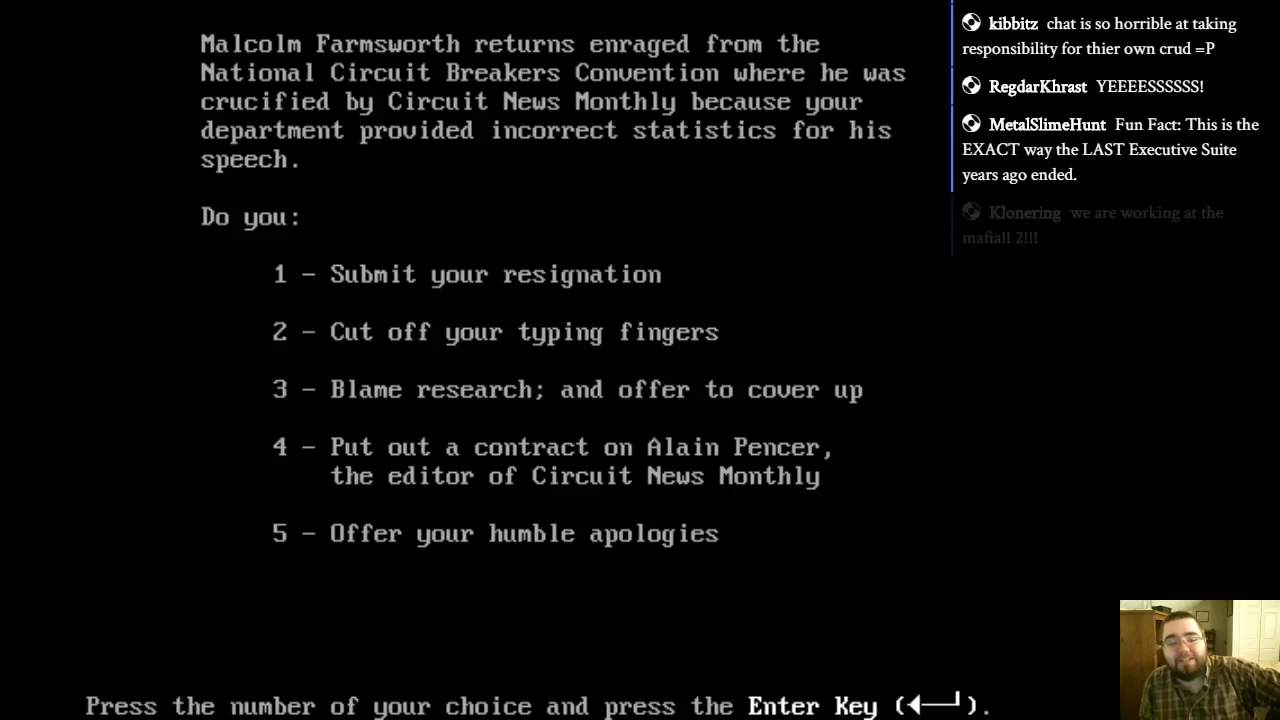 Malcolm Farmsworth returns enraged from the
National Circuit Breakers Convention where he was
crucified by Circuit News Monthly because your
department provided incorrect statistics for his
speech.
Do you:
1 - Submit your resignation
2 - Cut off your typing fingers
3 - Blame research; and offer to cover up
4 - Put out a contract on Alain Pencer,
the editor of Circuit News Monthly
5 - Offer your humble apologies
Press the number of your choice and press the Enter Key (◄─┘).
kibbitz chat is so horrible at taking
responsibility for thier own crud =P
RegdarKhrast YEEEESSSSSS!
MetalSlimeHunt Fun Fact: This is the
EXACT way the LAST Executive Suite
years ago ended.
Klonering we are working at the
mafia!! 2!!!